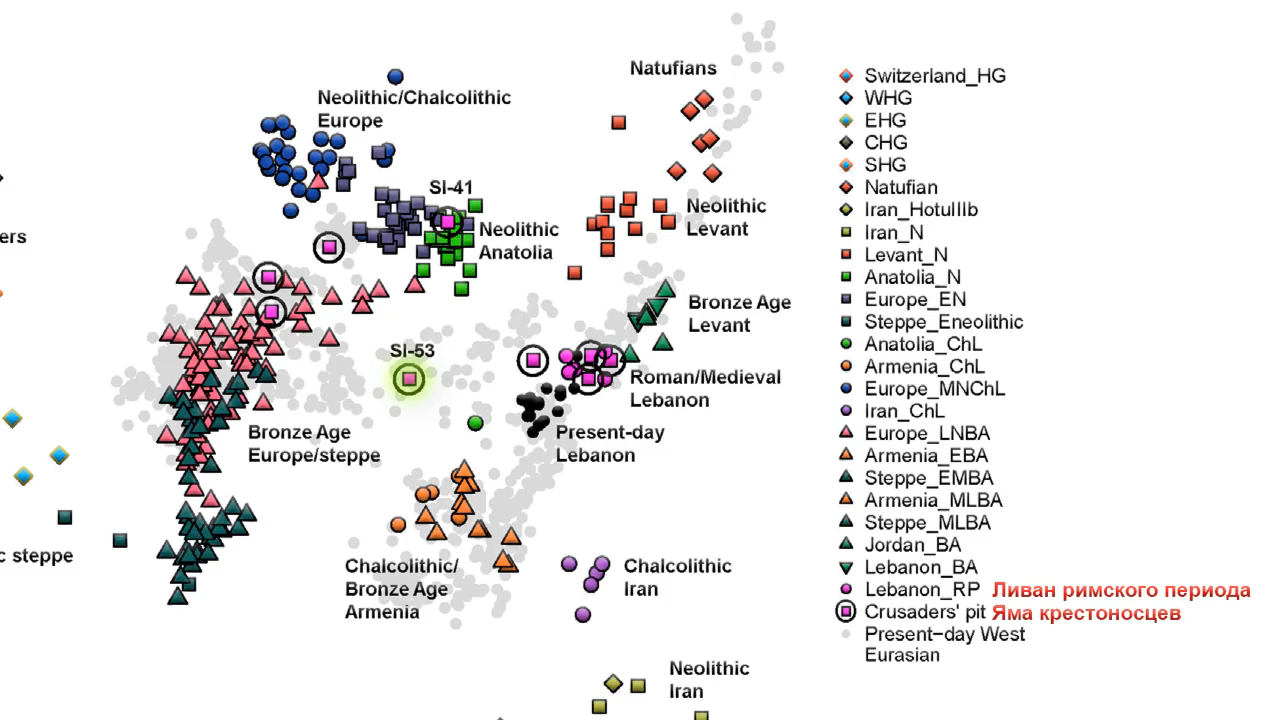 Natufians
Neolithic/Chalcolithic
Europe
SI-41
ers
Neolithic
Anatolia
Neolithic
Levant
Bronze Age
Levant
SI-53
Roman/Medieval
Lebanon
Bronze Age
Europe/steppe
Present-day
Lebanon
c steppe
Chalcolithic/
Bronze Age
Armenia
Chalcolithic
Iran
Neolithic
Iran
Switzerland_HG
WHG
EHG
CHG
SHG
Natufian
Iran_HotuIIIb
Iran_N
Levant_N
Anatolia_N
Europe_EN
Steppe_Eneolithic
Anatolia_ChL
Armenia_ChL
Europe_MNChL
Iran_ChL
Europe_LNBA
Armenia_EBA
Steppe_EMBA
Armenia_MLBA
Steppe_MLBA
Jordan_BA
Lebanon_BA
Lebanon_RP Ливан римского периода
Crusaders' pit Яма крестоносцев
Present−day West
Eurasian